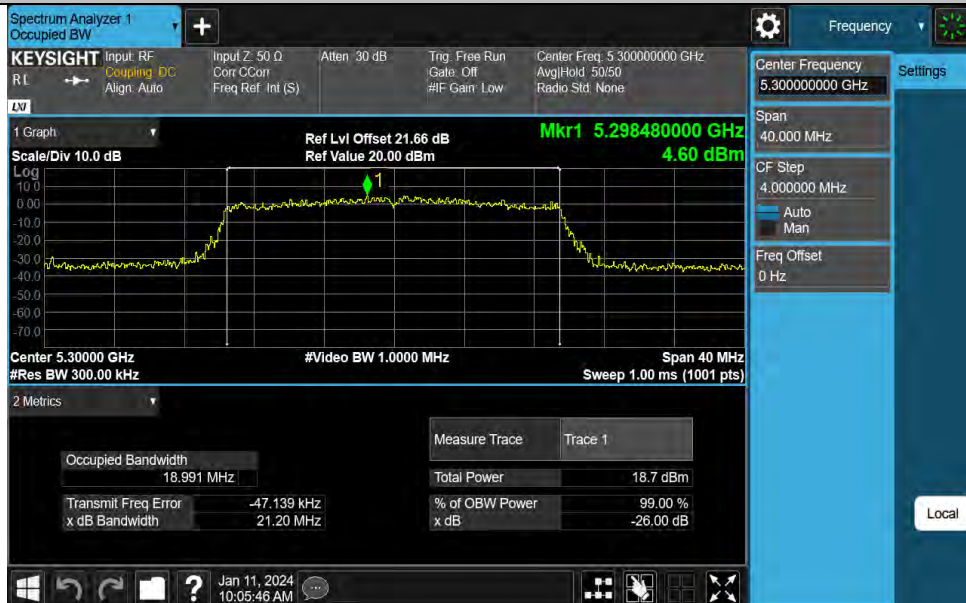 Spectrum Analyzer 1
Occupied BW
+
Frequency
KEYSIGHT
Input: RF
Input Z: 50 Ω
Atten: 30 dB
Trig: Free Run
Center Freq: 5.300000000 GHz
RL
Coupling: DC
Corr CCorr
Gate: Off
Avg|Hold: 50/50
Align: Auto
Freq Ref: Int (S)
#IF Gain: Low
Radio Std: None
LXI
Center Frequency
5.300000000 GHz
Settings
Span
40.000 MHz
CF Step
4.000000 MHz
Auto
Man
Freq Offset
0 Hz
Local
1 Graph
Ref Lvl Offset 21.66 dB
Mkr1 5.298480000 GHz
Scale/Div 10.0 dB
Ref Value 20.00 dBm
4.60 dBm
Log
1
10.0
0.00
-10.0
-20.0
-30.0
-40.0
-50.0
-60.0
-70.0
Center 5.30000 GHz
#Video BW 1.0000 MHz
Span 40 MHz
#Res BW 300.00 kHz
Sweep 1.00 ms (1001 pts)
2 Metrics
Measure Trace
Trace 1
Occupied Bandwidth
18.991 MHz
Total Power
18.7 dBm
Transmit Freq Error
-47.139 kHz
% of OBW Power
99.00 %
x dB Bandwidth
21.20 MHz
x dB
-26.00 dB
?
Jan 11, 2024
10:05:46 AM